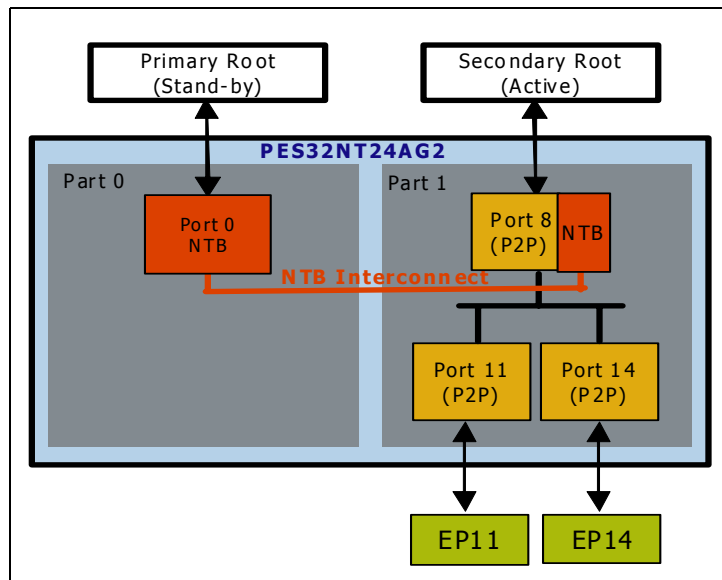 Primary Root
(Stand-by)
Secondary Root
(Active)
PES32NT24AG2
Part 0
Part 1
Port 0
NTB
Port 8
(P2P)
NTB
NTB Interconnect
Port 11
(P2P)
Port 14
(P2P)
EP11
EP14